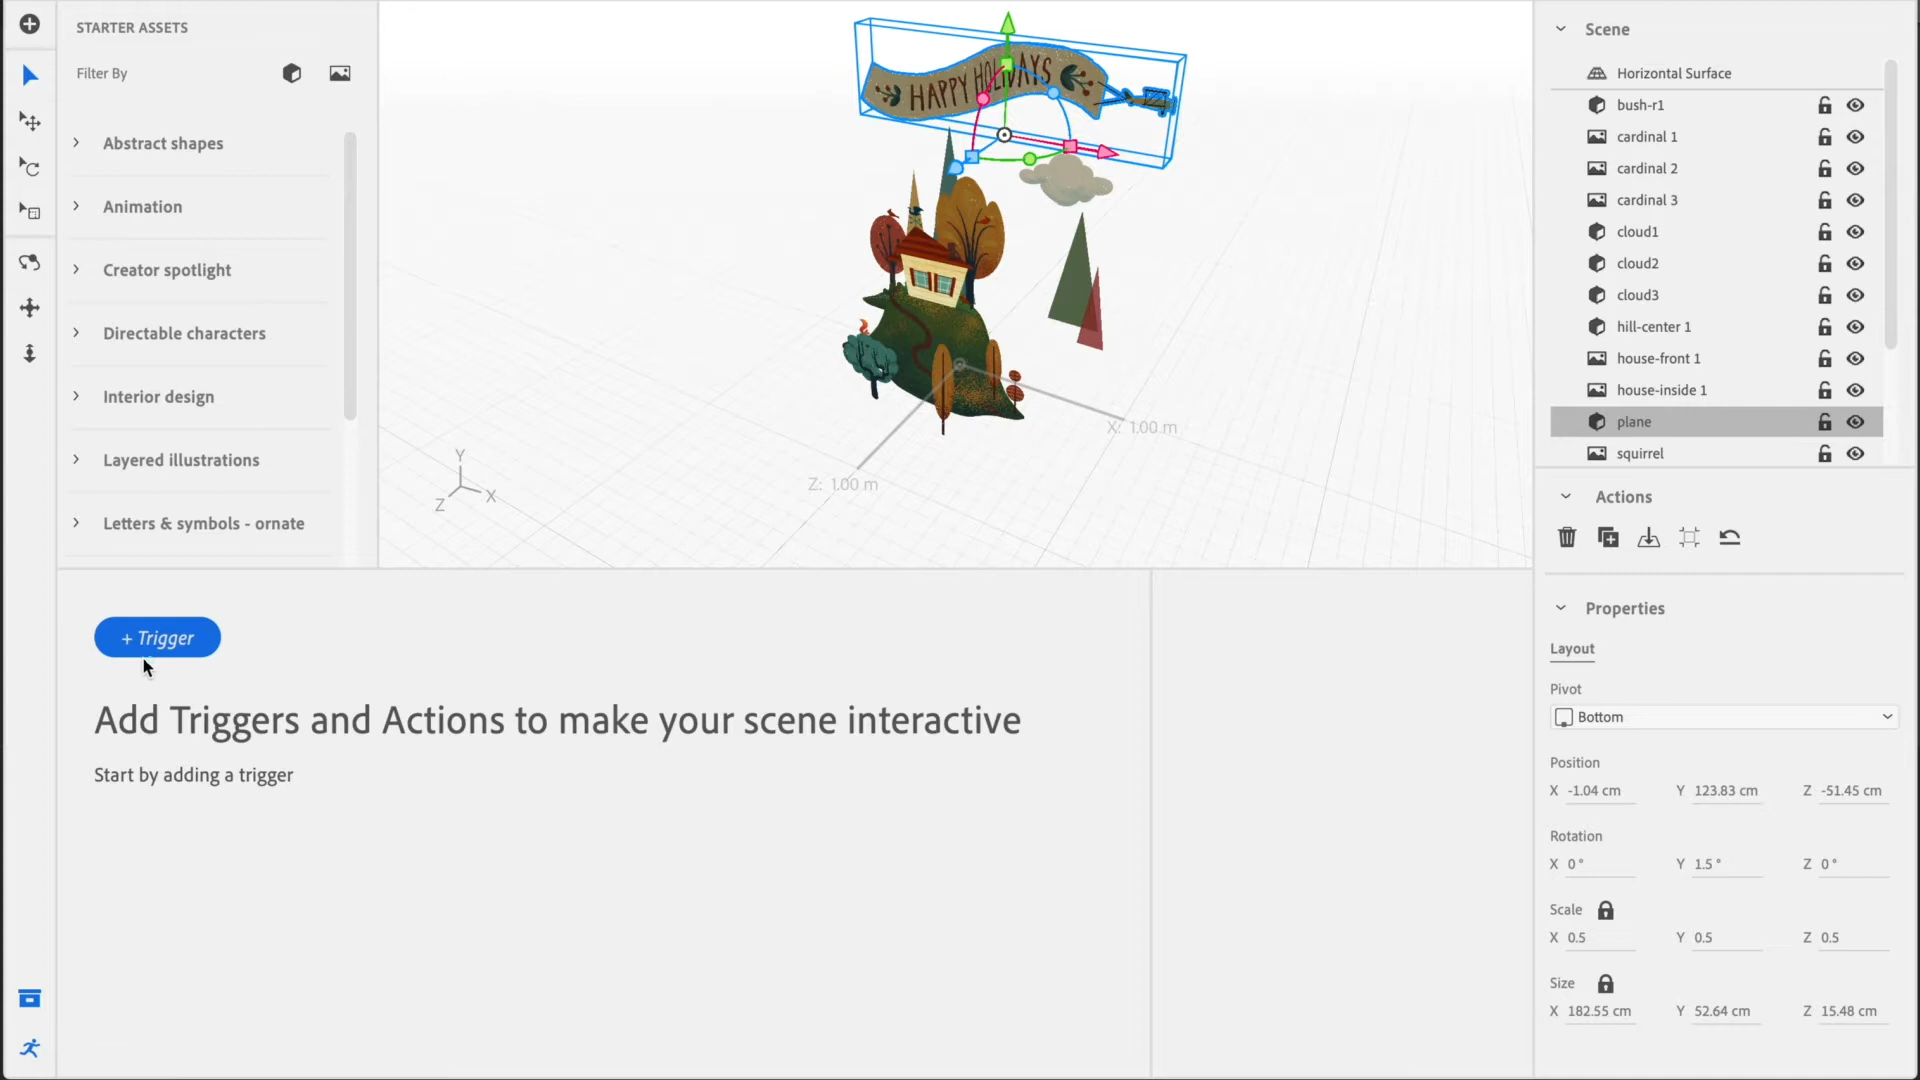 STARTER ASSETS
Filter By
Abstract shapes
Animation
Creator spotlight
Directable characters
Interior design
Layered illustrations
Letters & symbols - ornate
HAPPY HOLIDAYS
X: 1.00 m
Z: 1.00 m
Y
X
Z
+ Trigger
Add Triggers and Actions to make your scene interactive
Start by adding a trigger
Scene
Horizontal Surface
bush-r1
cardinal 1
cardinal 2
cardinal 3
cloud1
cloud2
cloud3
hill-center 1
house-front 1
house-inside 1
plane
squirrel
Actions
Properties
Layout
Pivot
Bottom
Position
X -1.04 cm Y 123.83 cm Z -51.45 cm
Rotation
X 0° Y 1.5° Z 0°
Scale
X 0.5 Y 0.5 Z 0.5
Size
X 182.55 cm Y 52.64 cm Z 15.48 cm